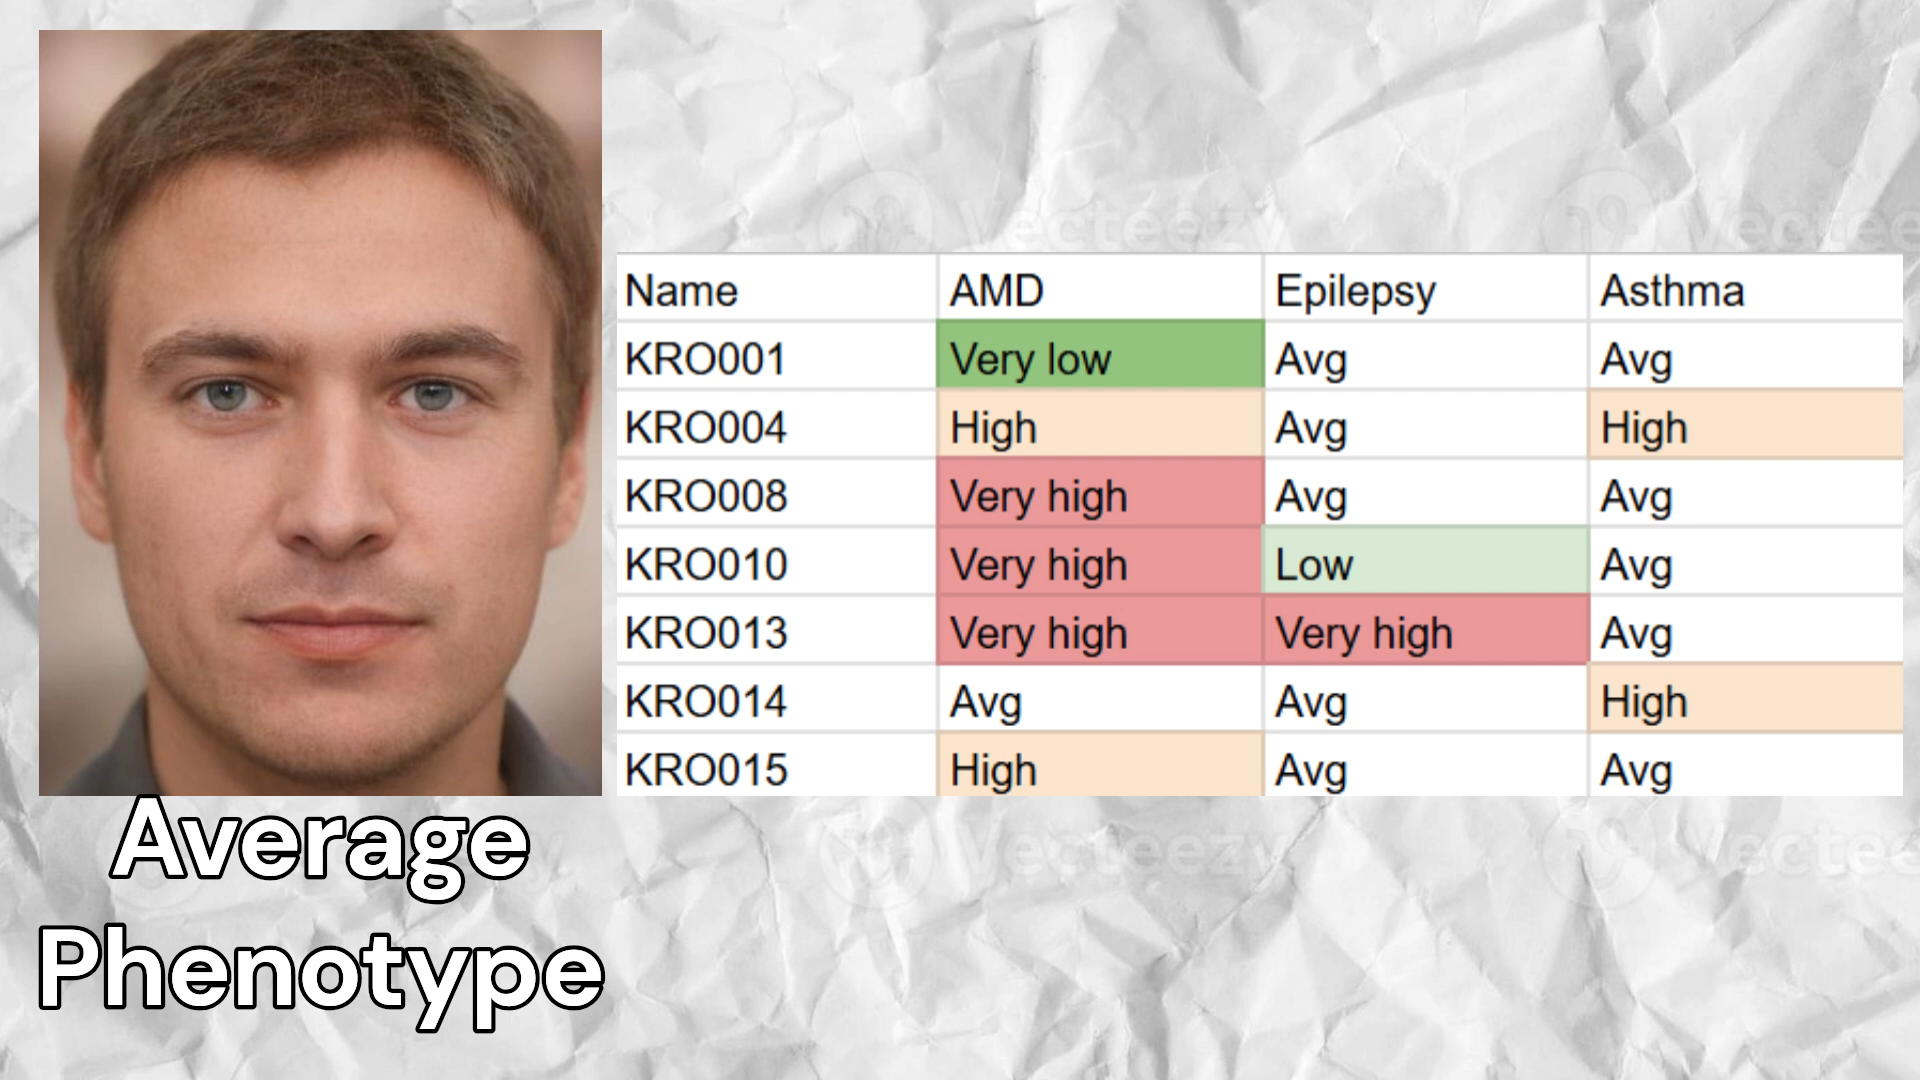 Name AMD Epilepsy Asthma
KRO001 Very low Avg Avg
KRO004 High Avg High
KRO008 Very high Avg Avg
KRO010 Very high Low Avg
KRO013 Very high Very high Avg
KRO014 Avg Avg High
KRO015 High Avg Avg
Average
Phenotype
Vecteezy
Vecteezy